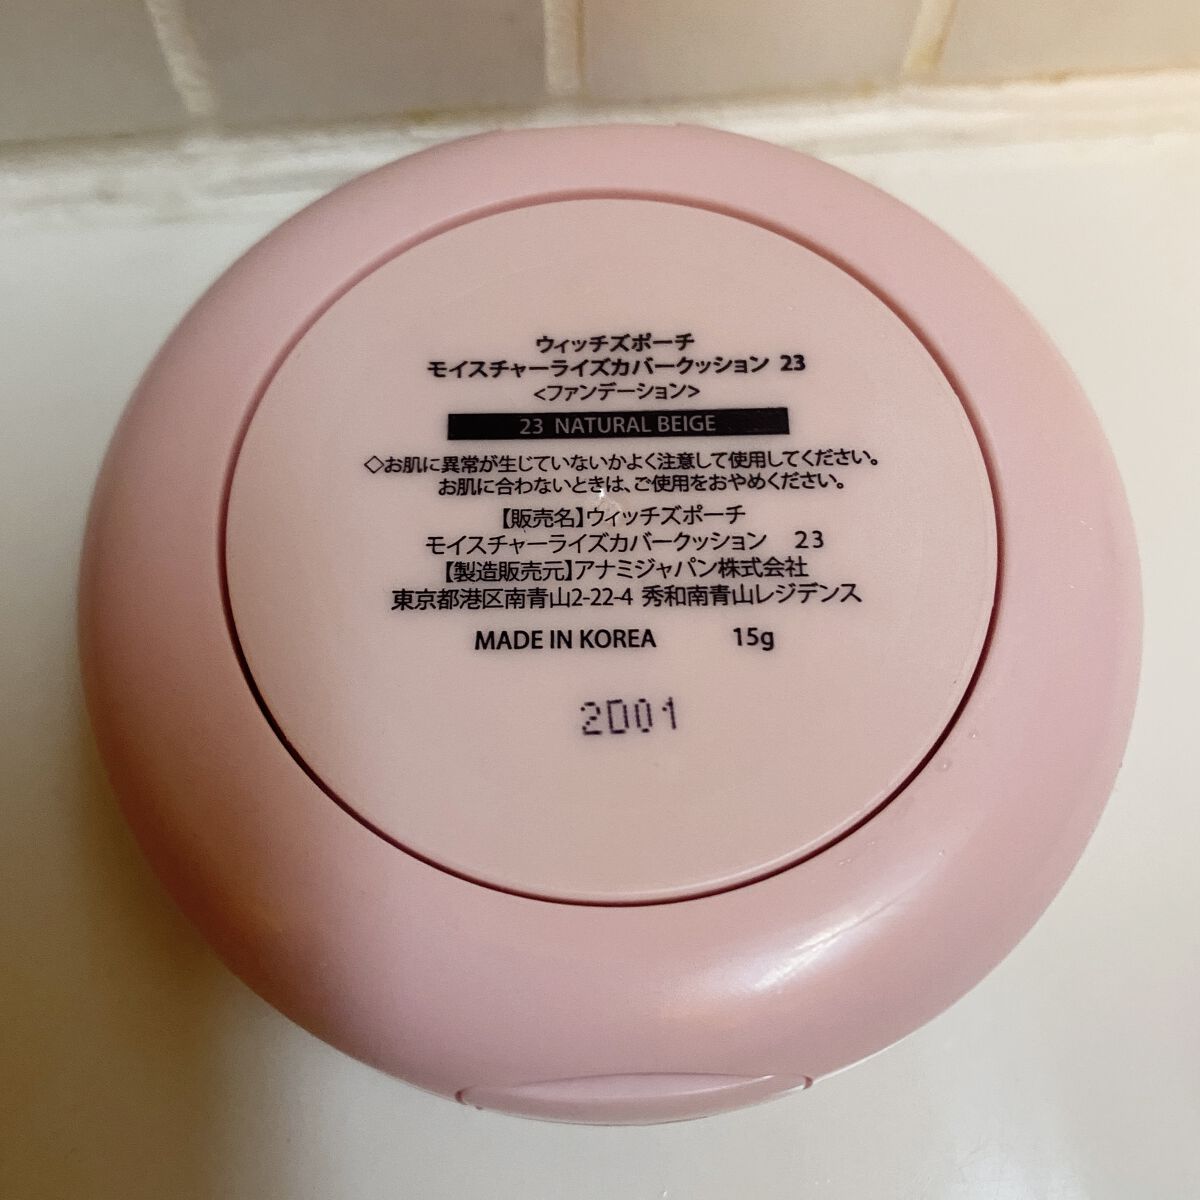 ウィッチズポーチ
モイスチャーライズカバークッション 23
<ファンデーション>
23 NATURAL BEIGE
◇お肌に異常が生じていないかよく注意して使用してください。
お肌に合わないときは、ご使用をおやめください。
【販売名】ウィッチズポーチ
モイスチャーライズカバークッション 23
【製造販売元】アナミジャパン株式会社
東京都港区南青山2-22-4 秀和南青山レジデンス
MADE IN KOREA 15g
2D01